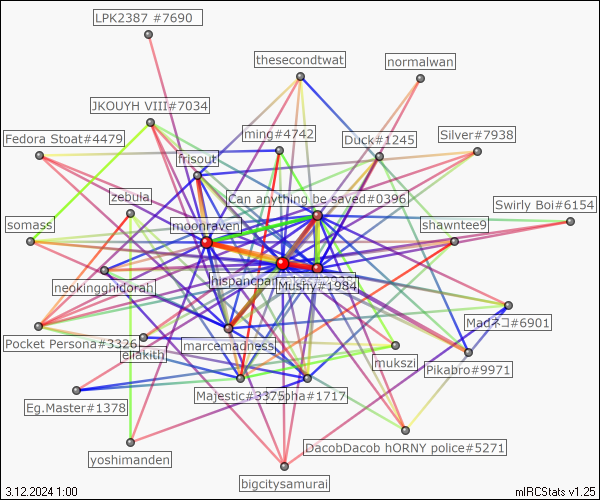 LPK2387 #7690
thesecondtwat
normalwan
JKOUYH VIII#7034
Fedora Stoat#4479
ming#4742
Duck#1245
Silver#7938
frisout
zebula
Can anything be saved#0396
Swirly Boi#6154
somass
jmoonraven
shawntee9
neokingghidorah
hispancpan
Mushy#1984
Madネコ#6901
Pocket Persona#3326
eliakith
marcemadness
mukszi
Pikabro#9971
Eg.Master#1378
Majestic#3375
pha#1717
DacobDacob hORNY police#5271
yoshimanden
bigcitysamurai
3.12.2024 1:00
mIRCStats v1.25